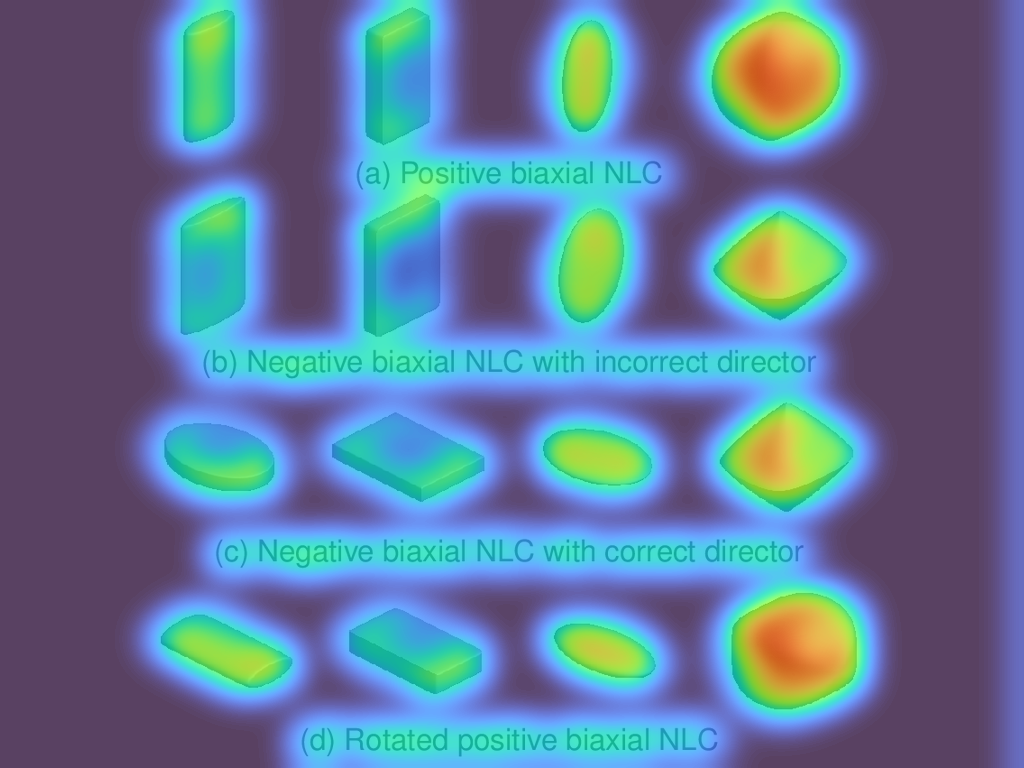 (a) Positive biaxial NLC
(b) Negative biaxial NLC with incorrect director
(c) Negative biaxial NLC with correct director
(d) Rotated positive biaxial NLC